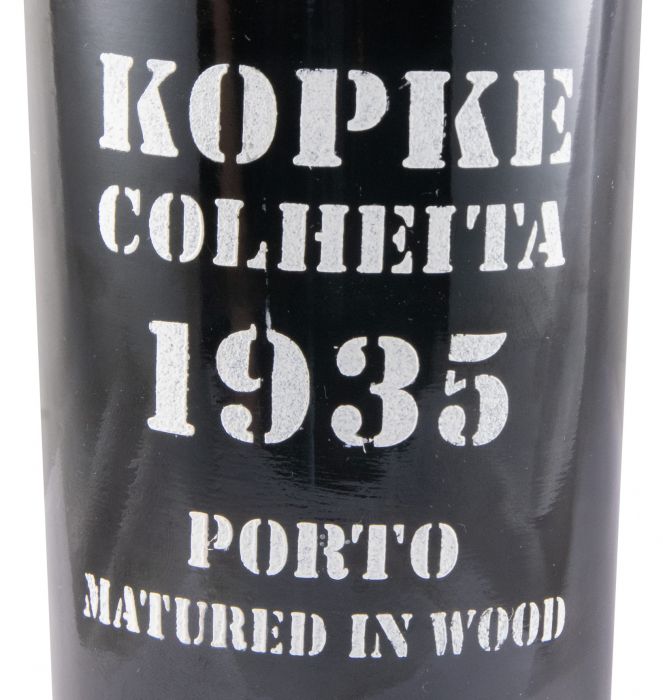 KOPKE
COLHEITA
1935
PORTO
MATURED IN WOOD